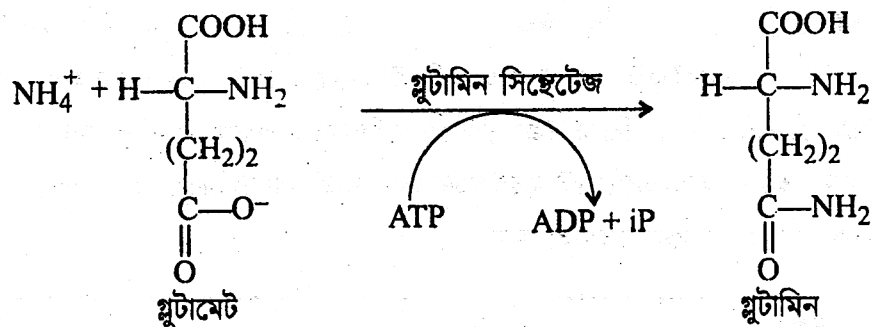 COOH
NH₄⁺ + H—C—NH₂
(CH₂)₂
C—O⁻
O
গ্লুটামেট
গ্লুটামিন সিন্থেটেজ
ATP
ADP + iP
COOH
H—C—NH₂
(CH₂)₂
C—NH₂
O
গ্লুটামিন